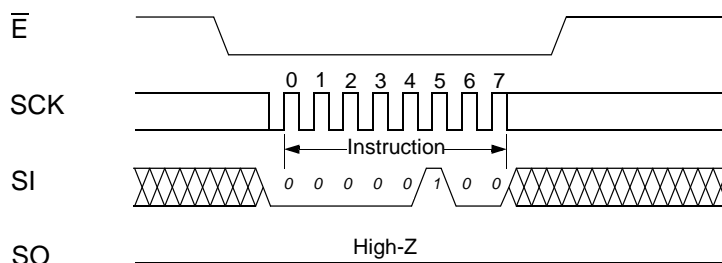 E̅
SCK 0 1 2 3 4 5 6 7
Instruction
SI 0 0 0 0 0 1 0 0
High-Z
SO